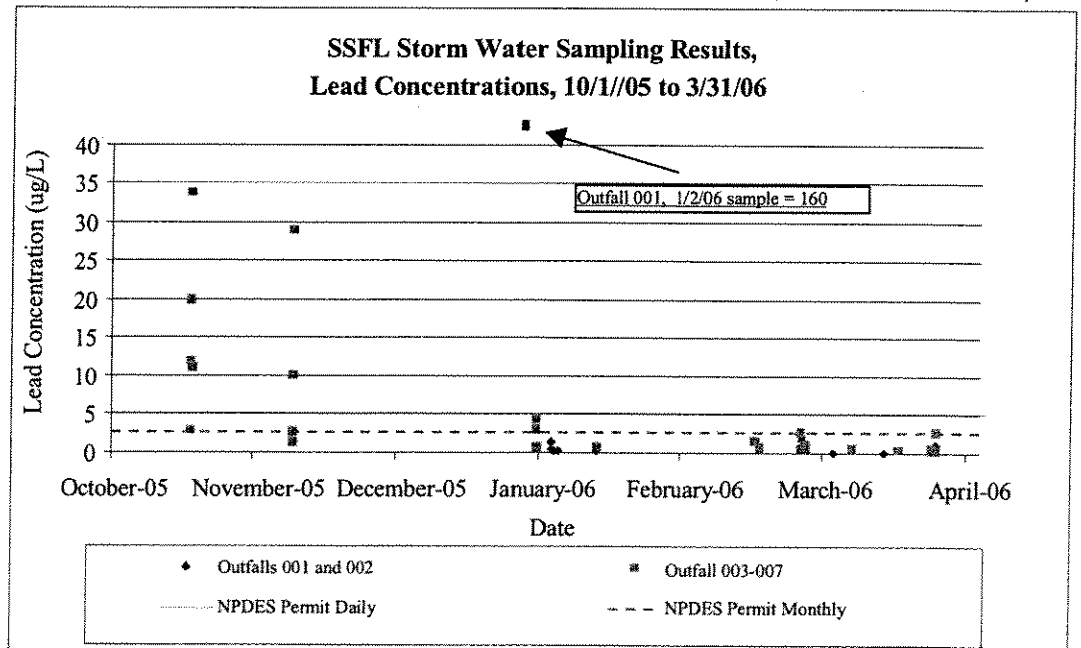 SSFL Storm Water Sampling Results,
Lead Concentrations, 10/1//05 to 3/31/06
Lead Concentration (ug/L)
40
35
30
25
20
15
10
5
0
Outfall 001, 1/2/06 sample = 160
October-05 November-05 December-05 January-06 February-06 March-06 April-06
Date
Outfalls 001 and 002 Outfall 003-007
NPDES Permit Daily NPDES Permit Monthly